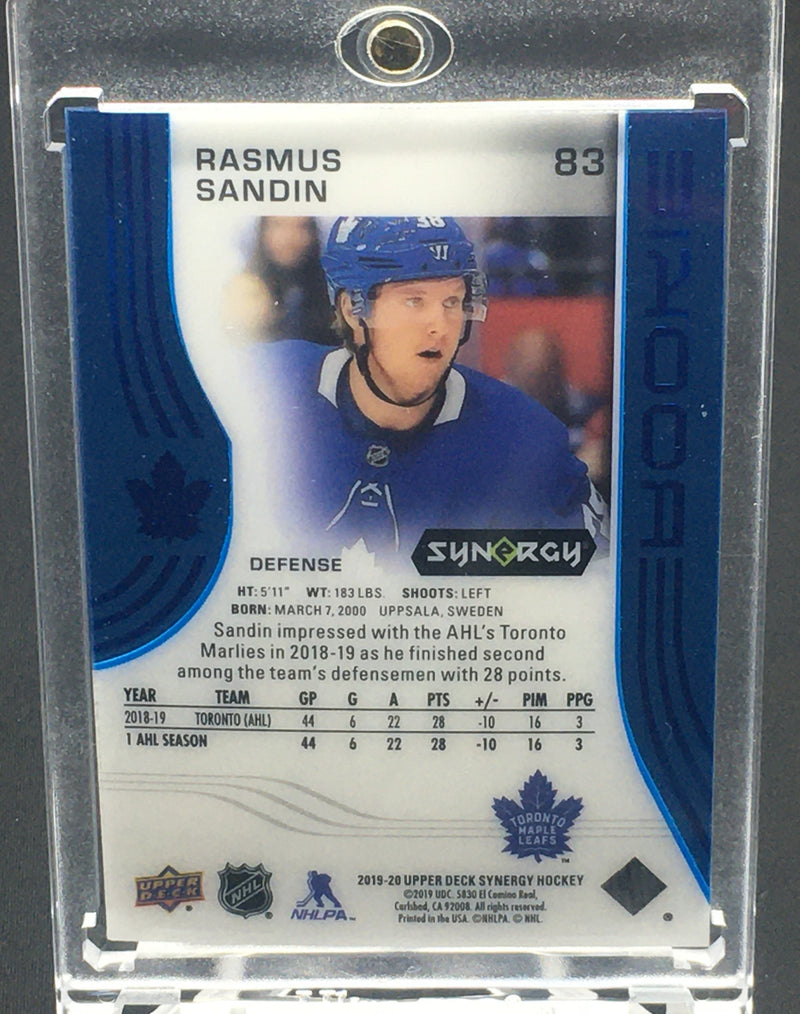 RASMUS
SANDIN
83
ROOKIE
38
DEFENSE
SYNERGY
HT: 5'11" WT: 183 LBS. SHOOTS: LEFT
BORN: MARCH 7, 2000 UPPSALA, SWEDEN
Sandin impressed with the AHL's Toronto
Marlies in 2018-19 as he finished second
among the team's defensemen with 28 points.
YEAR TEAM GP G A PTS +/- PIM PPG
2018-19 TORONTO (AHL) 44 6 22 28 -10 16 3
1 AHL SEASON 44 6 22 28 -10 16 3
TORONTO
MAPLE
LEAFS
TM
UPPER
DECK
NHL
NHLPA
2019-20 UPPER DECK SYNERGY HOCKEY
©2019 UDC. 5830 El Camino Real,
Carlsbad, CA 92008. All rights reserved.
Printed in the USA. ©NHLPA. © NHL.